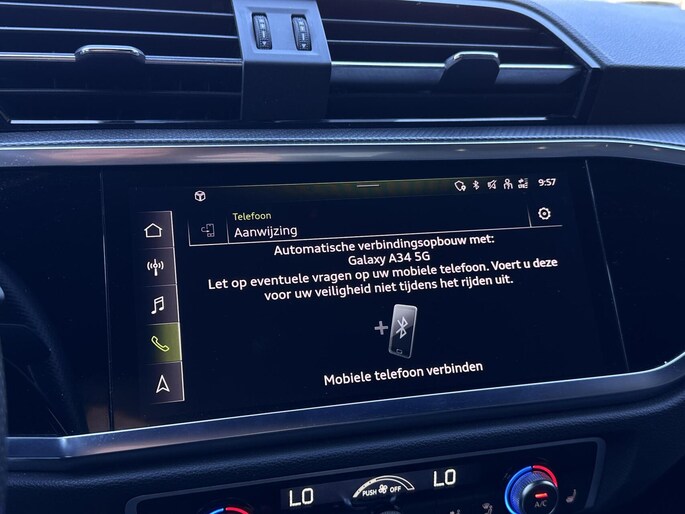 9:57
Telefoon
Aanwijzing
Automatische verbindingsopbouw met:
Galaxy A34 5G
Let op eventuele vragen op uw mobiele telefoon. Voert u deze
voor uw veiligheid niet tijdens het rijden uit.
Mobiele telefoon verbinden
LO
PUSH OFF
LO
A/C